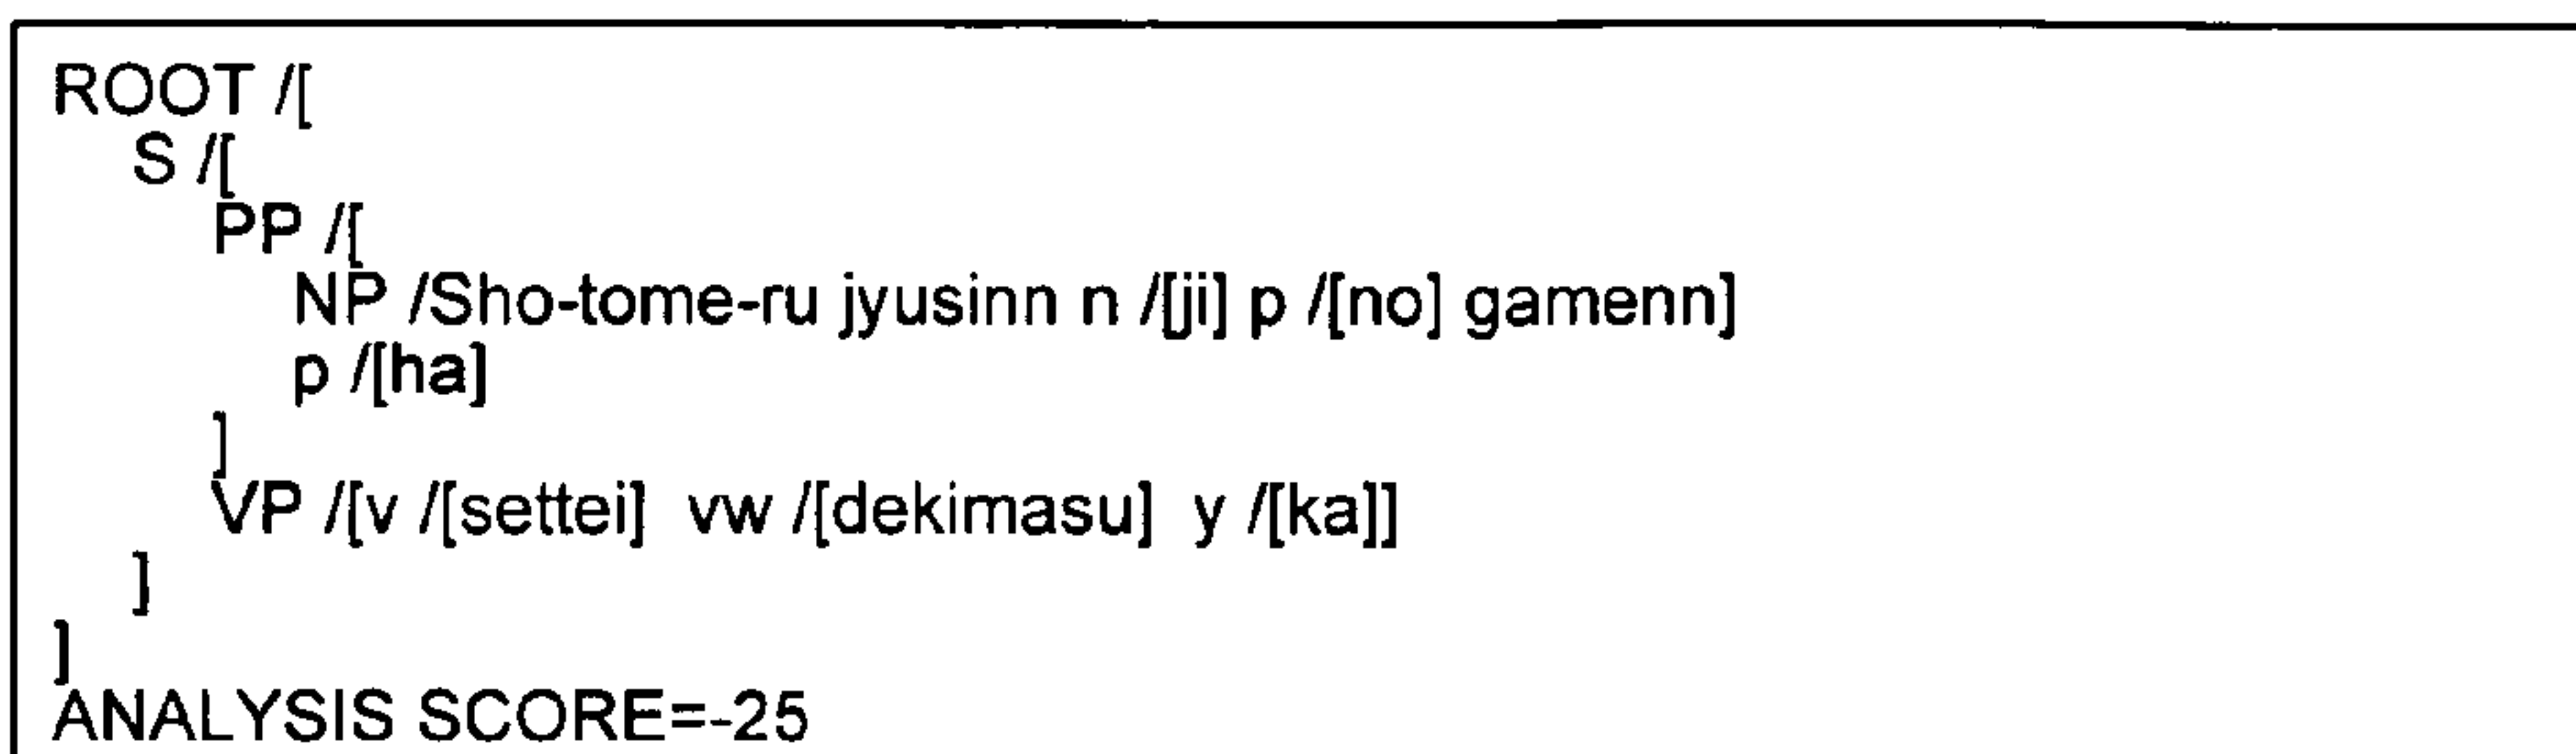 ROOT /[
S /[
PP /[
NP /Sho-tome-ru jyusinn n /[ji] p /[no] gamenn]
p /[ha]
]
VP /[v /[settei] vw /[dekimasu] y /[ka]]
]
]
ANALYSIS SCORE=-25